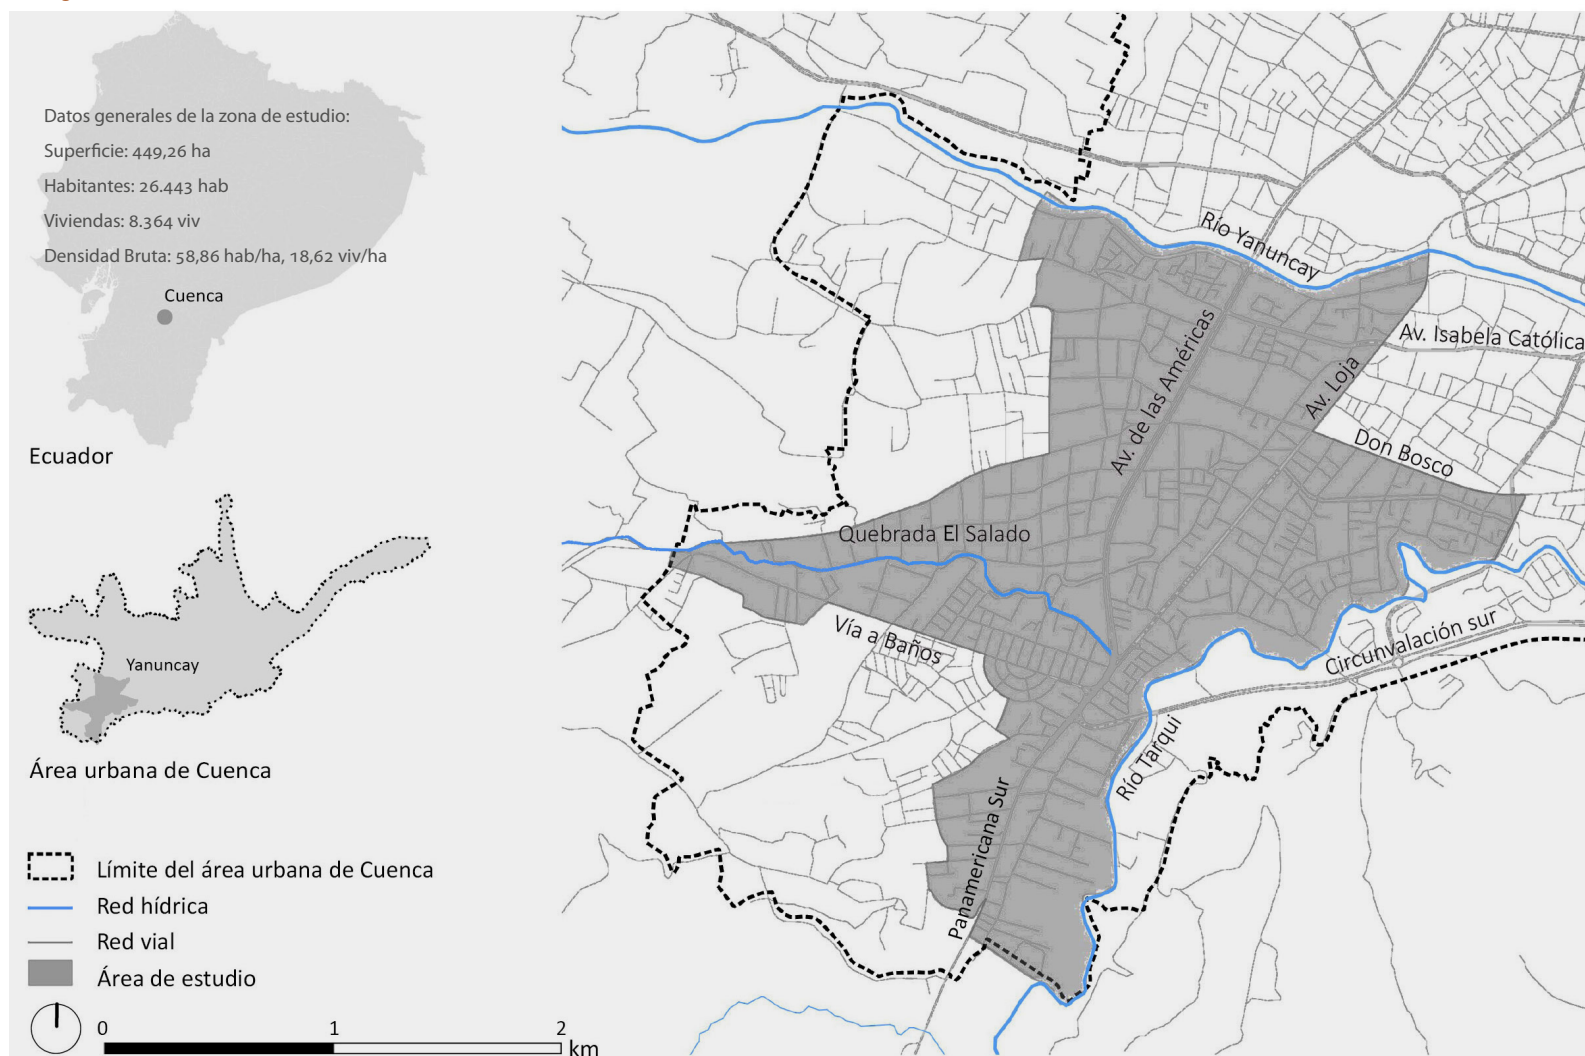 Datos generales de la zona de estudio:
Superficie: 449,26 ha
Habitantes: 26.443 hab
Viviendas: 8.364 viv
Densidad Bruta: 58,86 hab/ha, 18,62 viv/ha
Cuenca
Ecuador
Yanuncay
Área urbana de Cuenca
Límite del área urbana de Cuenca
Red hídrica
Red vial
Área de estudio
0 1 2 km
Río Yanuncay
Av. Isabela Católica
Av. de las Américas
Av. Loja
Don Bosco
Quebrada El Salado
Vía a Baños
Circunvalación sur
Río Tarqui
Panamericana Sur